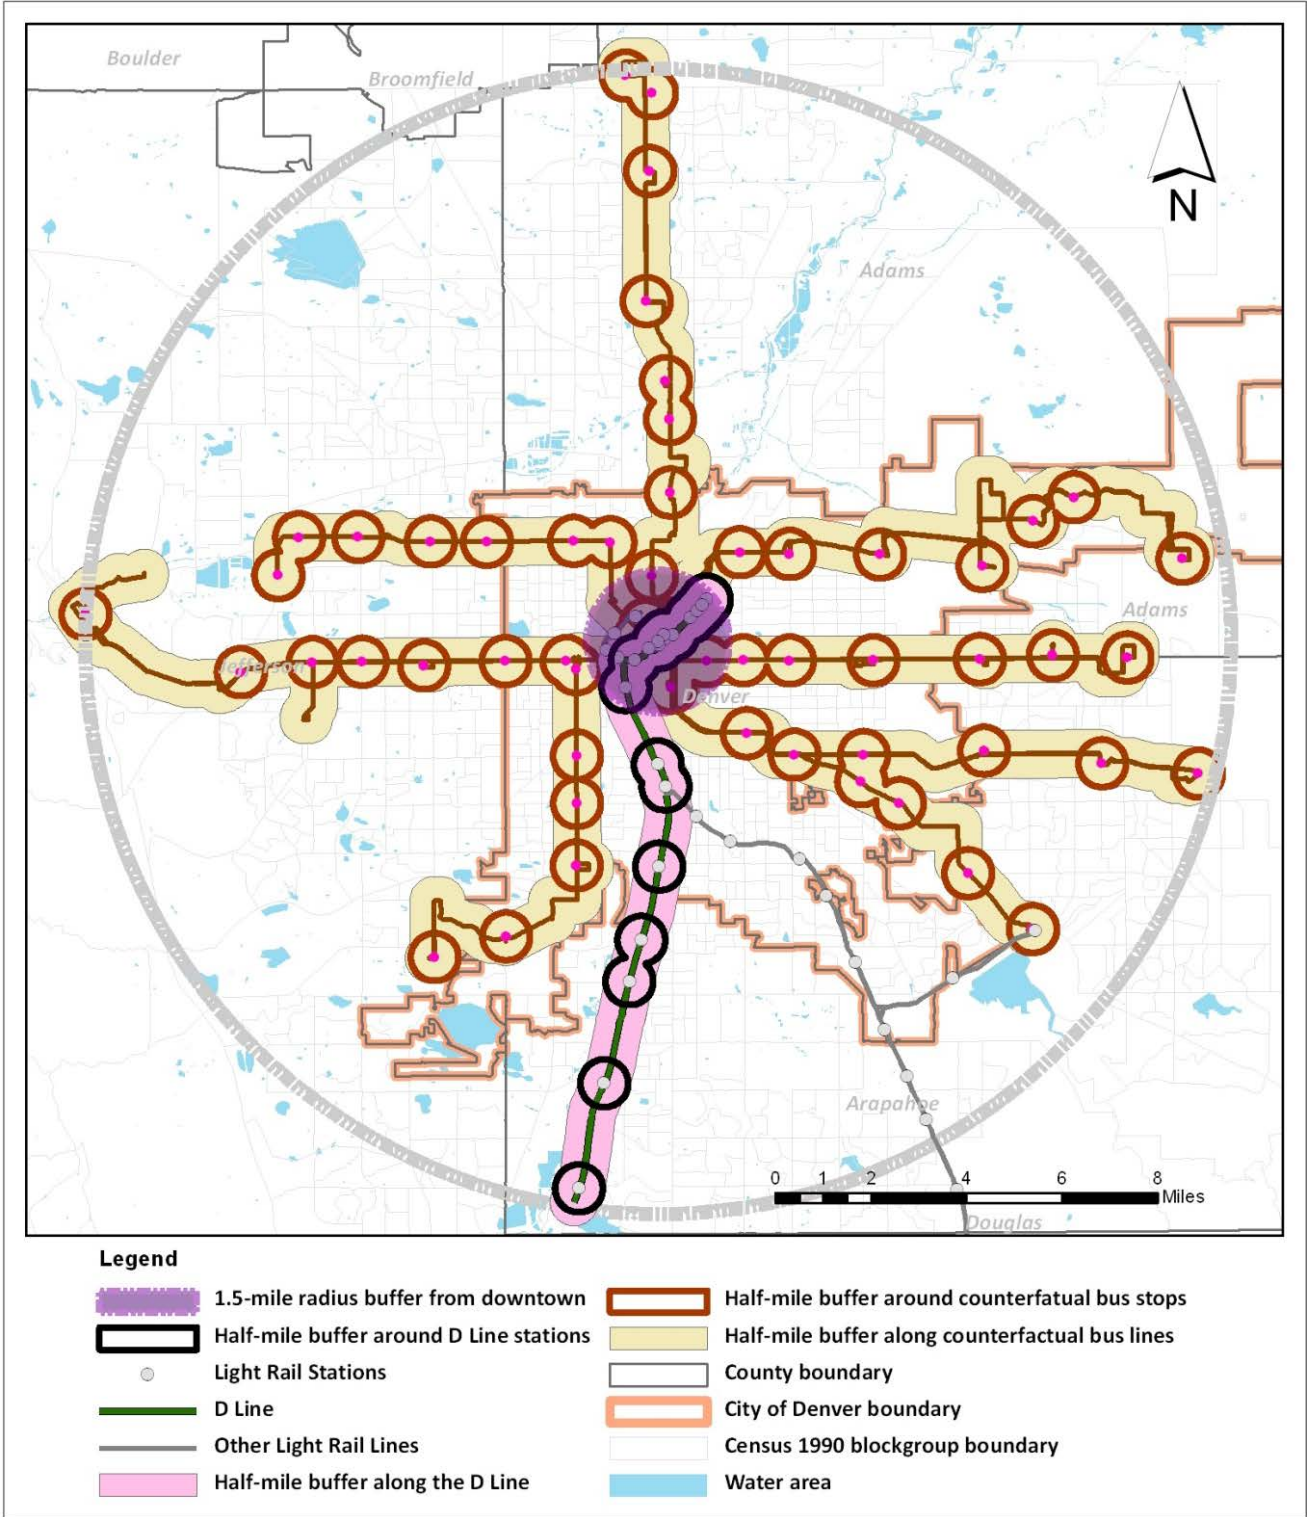 Boulder
Broomfield
N
Adams
Adams
Jefferson
Denver
Arapahoe
0 1 2 4 6 8
Miles
Douglas
Legend
1.5-mile radius buffer from downtown
Half-mile buffer around D Line stations
Light Rail Stations
D Line
Other Light Rail Lines
Half-mile buffer along the D Line
Half-mile buffer around counterfatual bus stops
Half-mile buffer along counterfactual bus lines
County boundary
City of Denver boundary
Census 1990 blockgroup boundary
Water area